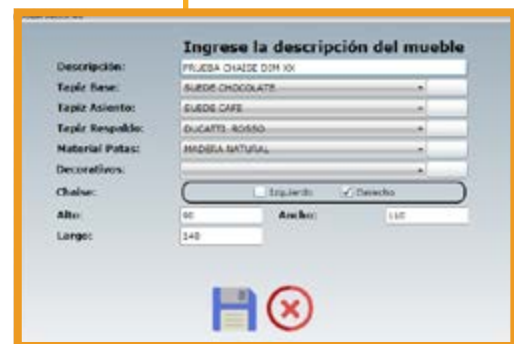 Ingrese la descripción del mueble
Descripción: PRUEBA CHAISE DIM XX
Tapiz Base: SUEDE CHOCOLATE
Tapiz Asiento: SUEDE CAFE
Tapiz Respaldo: DUCATTI ROSSO
Material Patas: MADERA NATURAL
Decorativos:
Chaise: Izquierdo Derecho
Alto: 90 Ancho: 110
Largo: 140